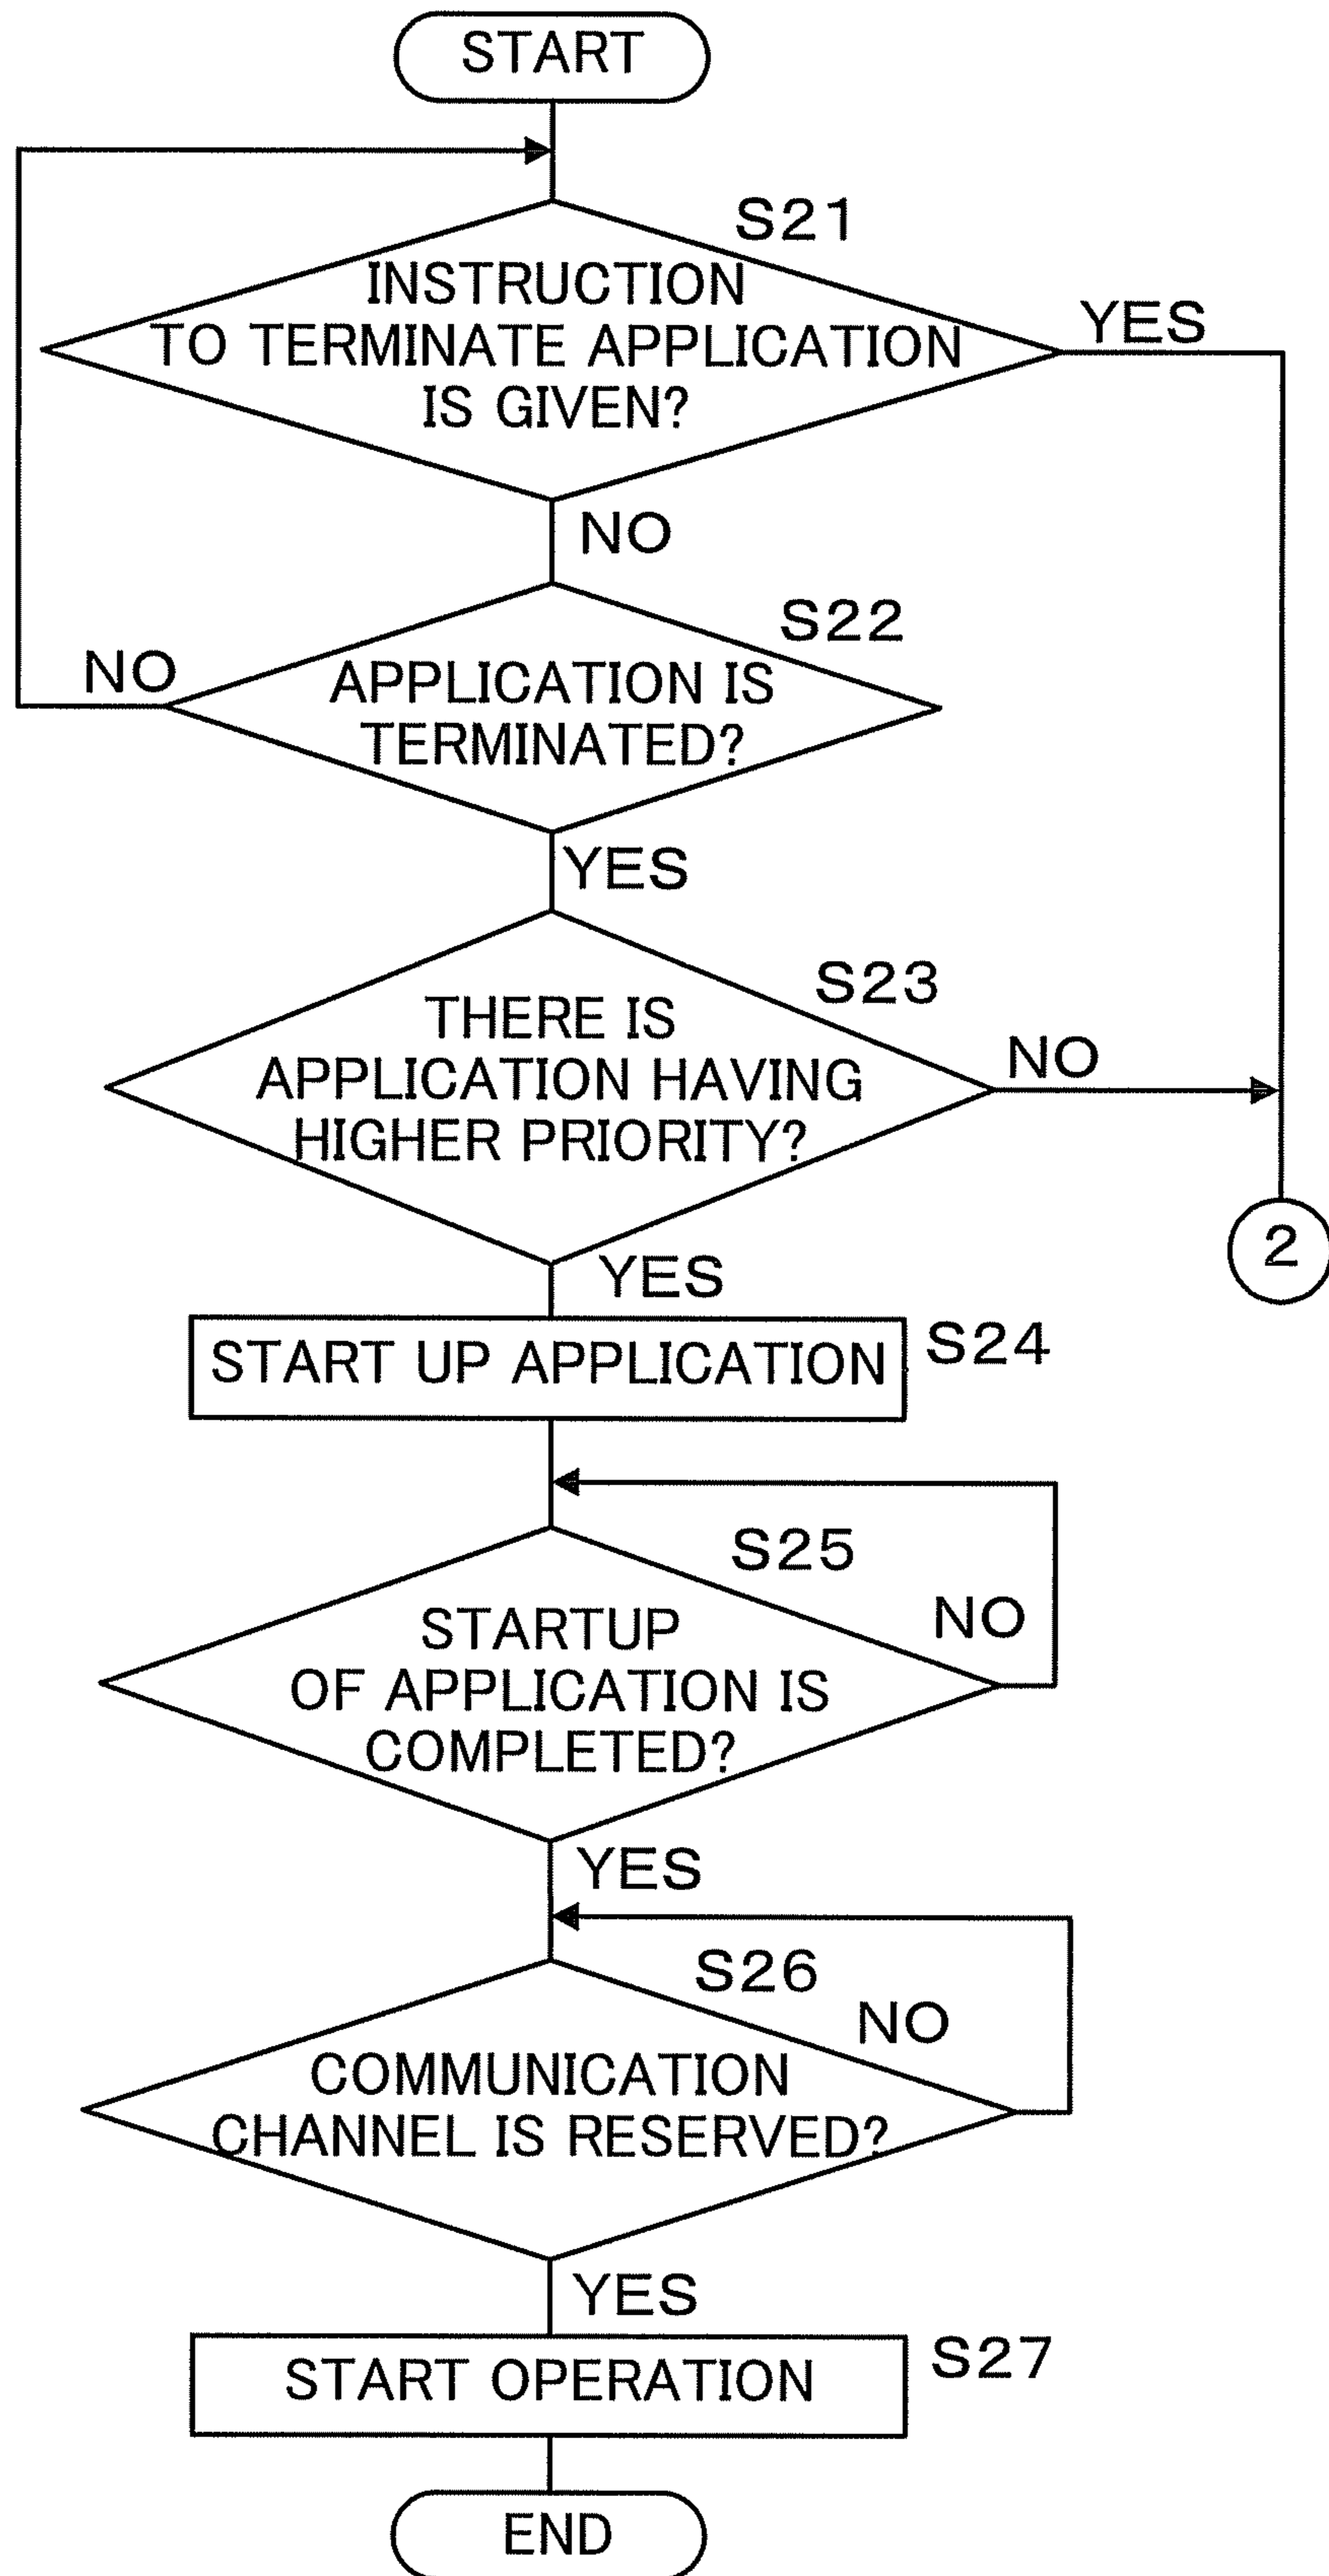 START
S21
INSTRUCTION
TO TERMINATE APPLICATION
IS GIVEN?
YES
NO
S22
NO
APPLICATION IS
TERMINATED?
YES
S23
THERE IS
APPLICATION HAVING
HIGHER PRIORITY?
NO
2
YES
START UP APPLICATION
S24
S25
NO
STARTUP
OF APPLICATION IS
COMPLETED?
YES
S26
NO
COMMUNICATION
CHANNEL IS RESERVED?
YES
START OPERATION
S27
END